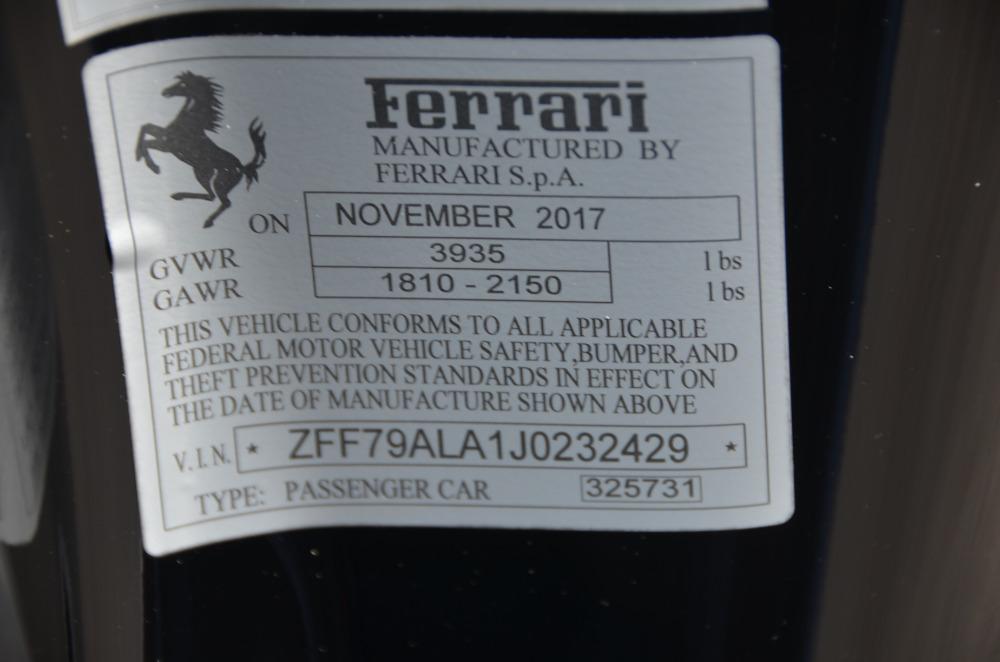 Ferrari
MANUFACTURED BY
FERRARI S.p.A.
ON NOVEMBER 2017
GVWR 3935 lbs
GAWR 1810 - 2150 lbs
THIS VEHICLE CONFORMS TO ALL APPLICABLE
FEDERAL MOTOR VEHICLE SAFETY,BUMPER,AND
THEFT PREVENTION STANDARDS IN EFFECT ON
THE DATE OF MANUFACTURE SHOWN ABOVE
V.I.N. * ZFF79ALA1J0232429 *
TYPE: PASSENGER CAR 325731